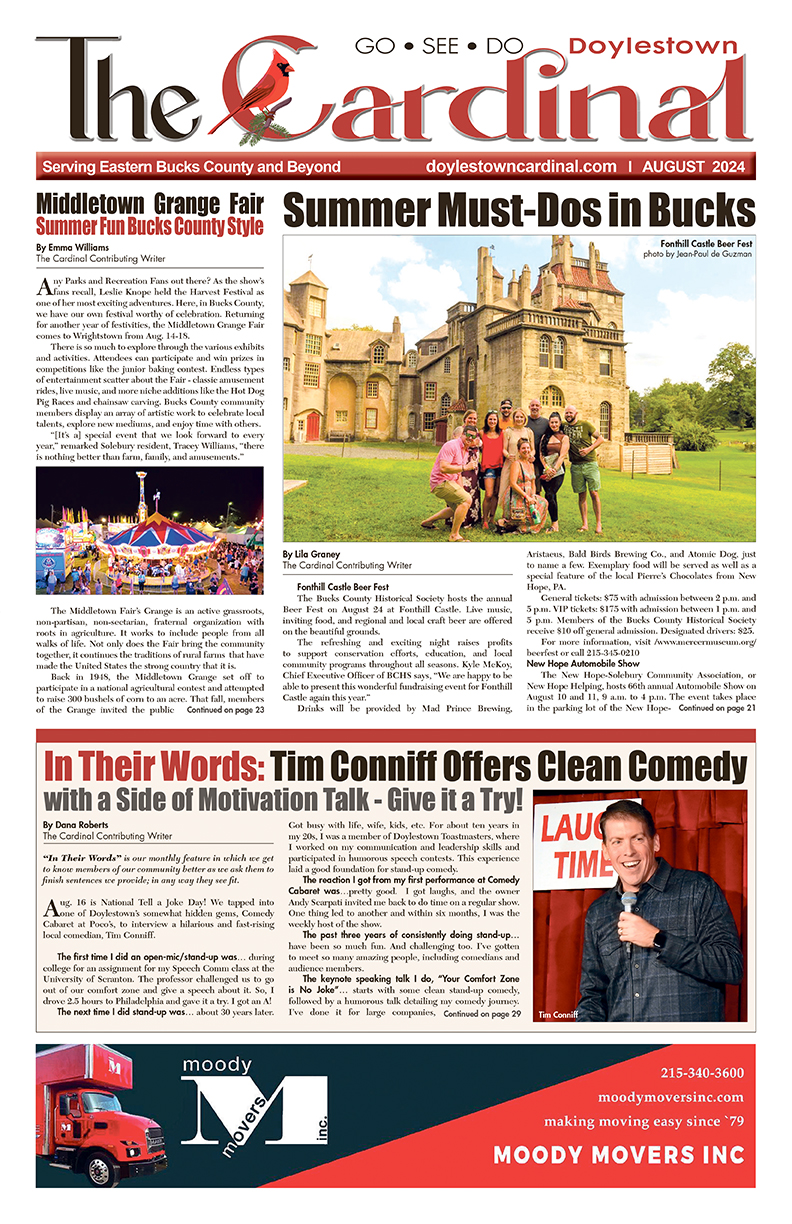 GO • SEE • DO Doylestown
The Cardinal
Serving Eastern Bucks County and Beyond doylestowncardinal.com | AUGUST 2024
Middletown Grange Fair
Summer Fun Bucks County Style
By Emma Williams
The Cardinal Contributing Writer
Any Parks and Recreation Fans out there? As the show's
fans recall, Leslie Knope held the Harvest Festival as
one of her most exciting adventures. Here, in Bucks County,
we have our own festival worthy of celebration. Returning
for another year of festivities, the Middletown Grange Fair
comes to Wrightstown from Aug. 14-18.
There is so much to explore through the various exhibits
and activities. Attendees can participate and win prizes in
competitions like the junior baking contest. Endless types
of entertainment scatter about the Fair - classic amusement
rides, live music, and more niche additions like the Hot Dog
Pig Races and chainsaw carving. Bucks County community
members display an array of artistic work to celebrate local
talents, explore new mediums, and enjoy time with others.
"[It's a] special event that we look forward to every
year," remarked Solebury resident, Tracey Williams, "there
is nothing better than farm, family, and amusements."
The Middletown Fair's Grange is an active grassroots,
non-partisan, non-sectarian, fraternal organization with
roots in agriculture. It works to include people from all
walks of life. Not only does the Fair bring the community
together, it continues the traditions of rural farms that have
made the United States the strong country that it is.
Back in 1948, the Middletown Grange set off to
participate in a national agricultural contest and attempted
to raise 300 bushels of corn to an acre. That fall, members
of the Grange invited the public Continued on page 23
Summer Must-Dos in Bucks
Fonthill Castle Beer Fest
photo by Jean-Paul de Guzman
By Lila Graney
The Cardinal Contributing Writer
Fonthill Castle Beer Fest
The Bucks County Historical Society hosts the annual
Beer Fest on August 24 at Fonthill Castle. Live music,
inviting food, and regional and local craft beer are offered
on the beautiful grounds.
The refreshing and exciting night raises profits
to support conservation efforts, education, and local
community programs throughout all seasons. Kyle McKoy,
Chief Executive Officer of BCHS says, "We are happy to be
able to present this wonderful fundraising event for Fonthill
Castle again this year."
Drinks will be provided by Mad Prince Brewing,
Aristaeus, Bald Birds Brewing Co., and Atomic Dog, just
to name a few. Exemplary food will be served as well as a
special feature of the local Pierre's Chocolates from New
Hope, PA.
General tickets: $75 with admission between 2 p.m. and
5 p.m. VIP tickets: $175 with admission between 1 p.m. and
5 p.m. Members of the Bucks County Historical Society
receive $10 off general admission. Designated drivers: $25.
For more information, visit /www.mercermuseum.org/
beerfest or call 215-345-0210
New Hope Automobile Show
The New Hope-Solebury Community Association, or
New Hope Helping, hosts 66th annual Automobile Show on
August 10 and 11, 9 a.m. to 4 p.m. The event takes place
in the parking lot of the New Hope- Continued on page 21
In Their Words: Tim Conniff Offers Clean Comedy
with a Side of Motivation Talk - Give it a Try!
By Dana Roberts
The Cardinal Contributing Writer
"In Their Words" is our monthly feature in which we get
to know members of our community better as we ask them to
finish sentences we provide; in any way they see fit.
Aug. 16 is National Tell a Joke Day! We tapped into
one of Doylestown's somewhat hidden gems, Comedy
Cabaret at Poco's, to interview a hilarious and fast-rising
local comedian, Tim Conniff.
The first time I did an open-mic/stand-up was… during
college for an assignment for my Speech Comm class at the
University of Scranton. The professor challenged us to go
out of our comfort zone and give a speech about it. So, I
drove 2.5 hours to Philadelphia and gave it a try. I got an A!
The next time I did stand-up was… about 30 years later.
Got busy with life, wife, kids, etc. For about ten years in
my 20s, I was a member of Doylestown Toastmasters, where
I worked on my communication and leadership skills and
participated in humorous speech contests. This experience
laid a good foundation for stand-up comedy.
The reaction I got from my first performance at Comedy
Cabaret was…pretty good. I got laughs, and the owner
Andy Scarpati invited me back to do time on a regular show.
One thing led to another and within six months, I was the
weekly host of the show.
The past three years of consistently doing stand-up…
have been so much fun. And challenging too. I've gotten
to meet so many amazing people, including comedians and
audience members.
The keynote speaking talk I do, "Your Comfort Zone
is No Joke"… starts with some clean stand-up comedy,
followed by a humorous talk detailing my comedy journey.
I've done it for large companies, Continued on page 29
LAUG
TIME
Tim Conniff
moody
M
movers
inc.
215-340-3600
moodymoversinc.com
making moving easy since `79
MOODY MOVERS INC